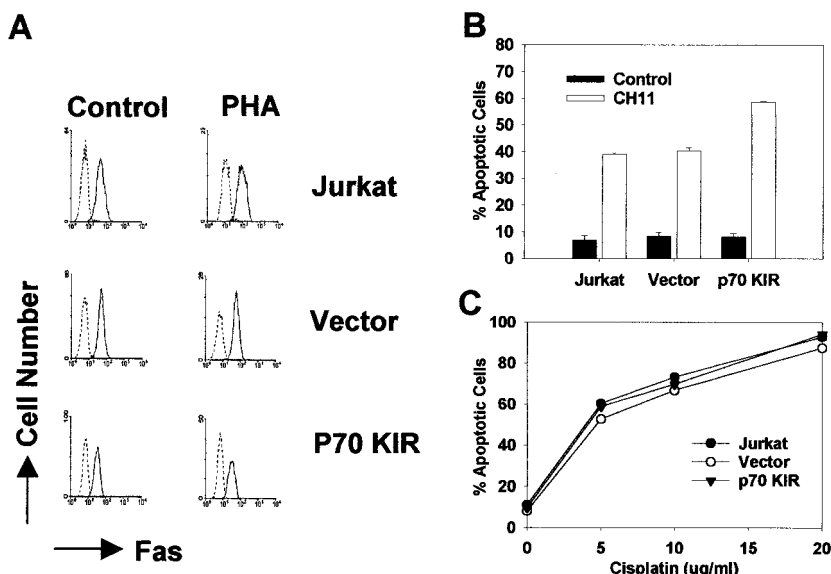 A
Control
PHA
Jurkat
Vector
P70 KIR
Cell Number
Fas
B
80
70
60
50
40
30
20
10
0
% Apoptotic Cells
Control
CH11
Jurkat
Vector
p70 KIR
C
100
80
60
40
20
0
% Apoptotic Cells
Jurkat
Vector
p70 KIR
0
5
10
15
20
Cisplatin (ug/ml)